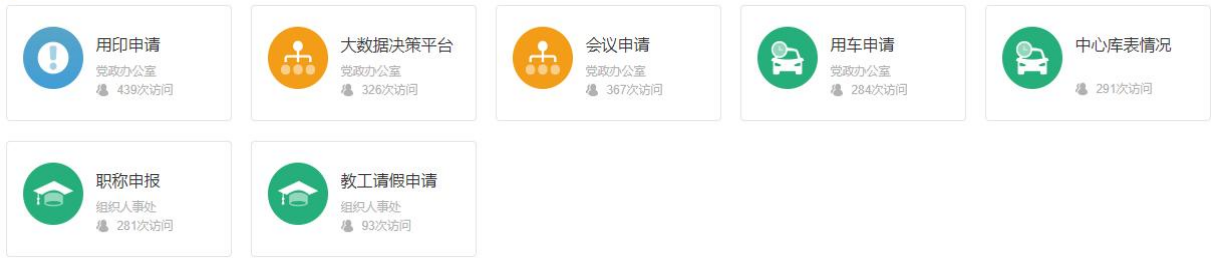 用印申请
党政办公室
439次访问
大数据决策平台
党政办公室
326次访问
会议申请
党政办公室
367次访问
用车申请
党政办公室
284次访问
中心库表情况
291次访问
职称申报
组织人事处
281次访问
教工请假申请
组织人事处
93次访问